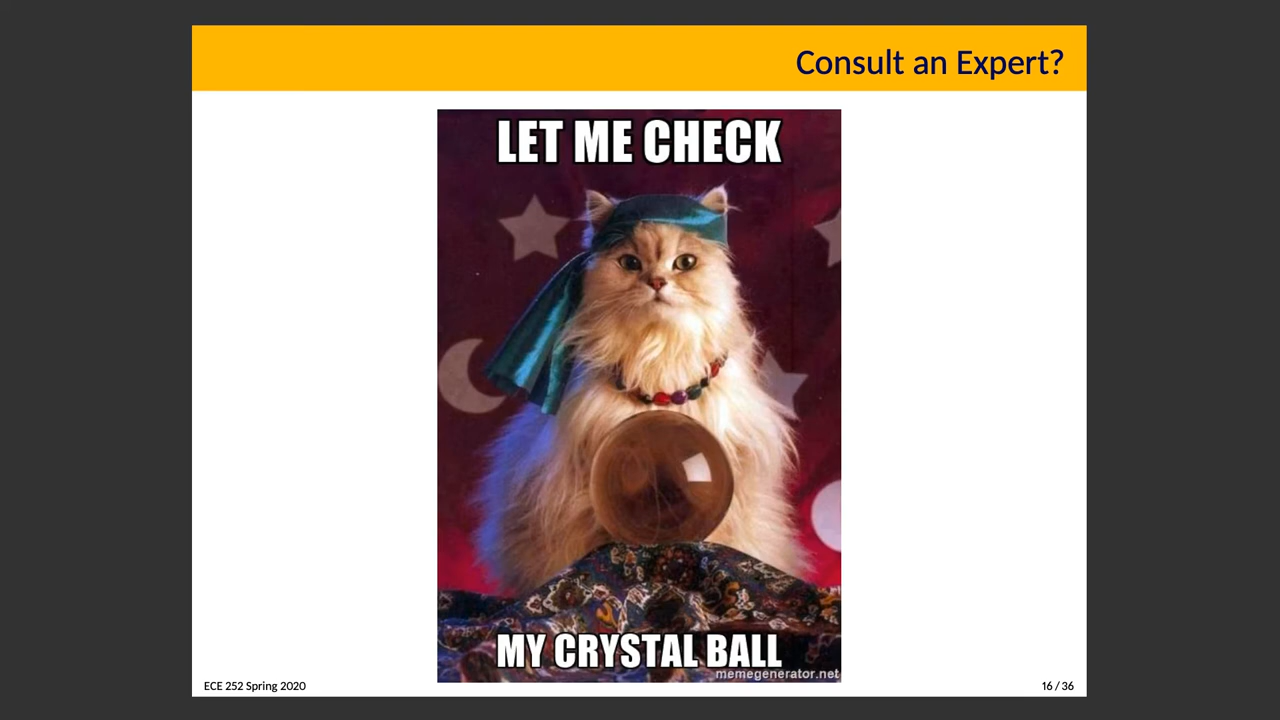 Consult an Expert?
LET ME CHECK
MY CRYSTAL BALL
memegenerator.net
ECE 252 Spring 2020
16 / 36